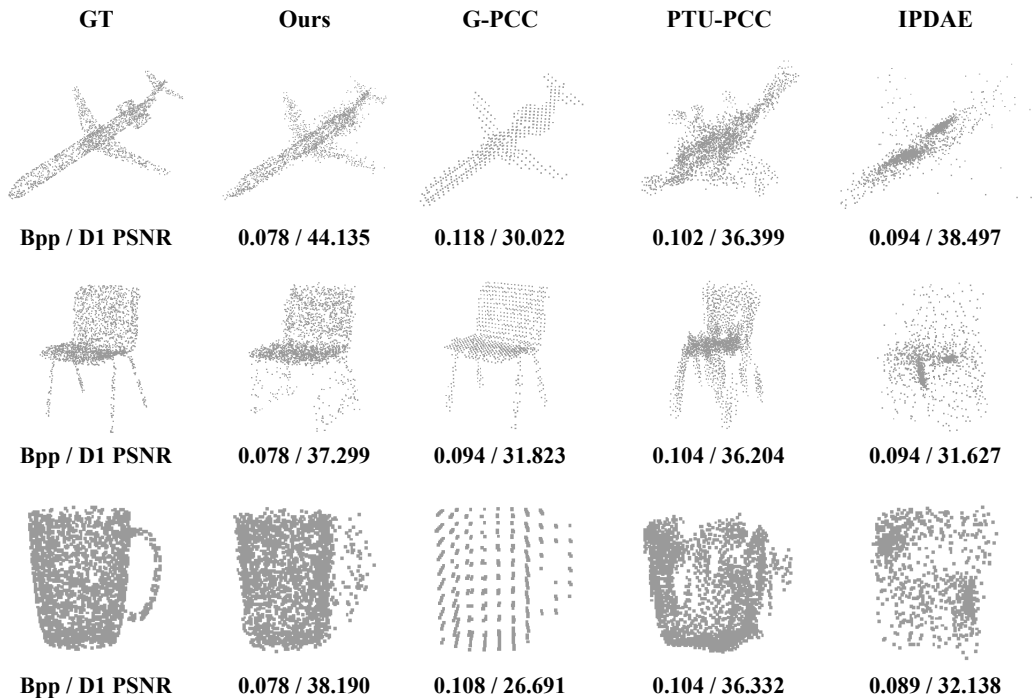 GT Ours G-PCC PTU-PCC IPDAE
Bpp / D1 PSNR 0.078 / 44.135 0.118 / 30.022 0.102 / 36.399 0.094 / 38.497
Bpp / D1 PSNR 0.078 / 37.299 0.094 / 31.823 0.104 / 36.204 0.094 / 31.627
Bpp / D1 PSNR 0.078 / 38.190 0.108 / 26.691 0.104 / 36.332 0.089 / 32.138